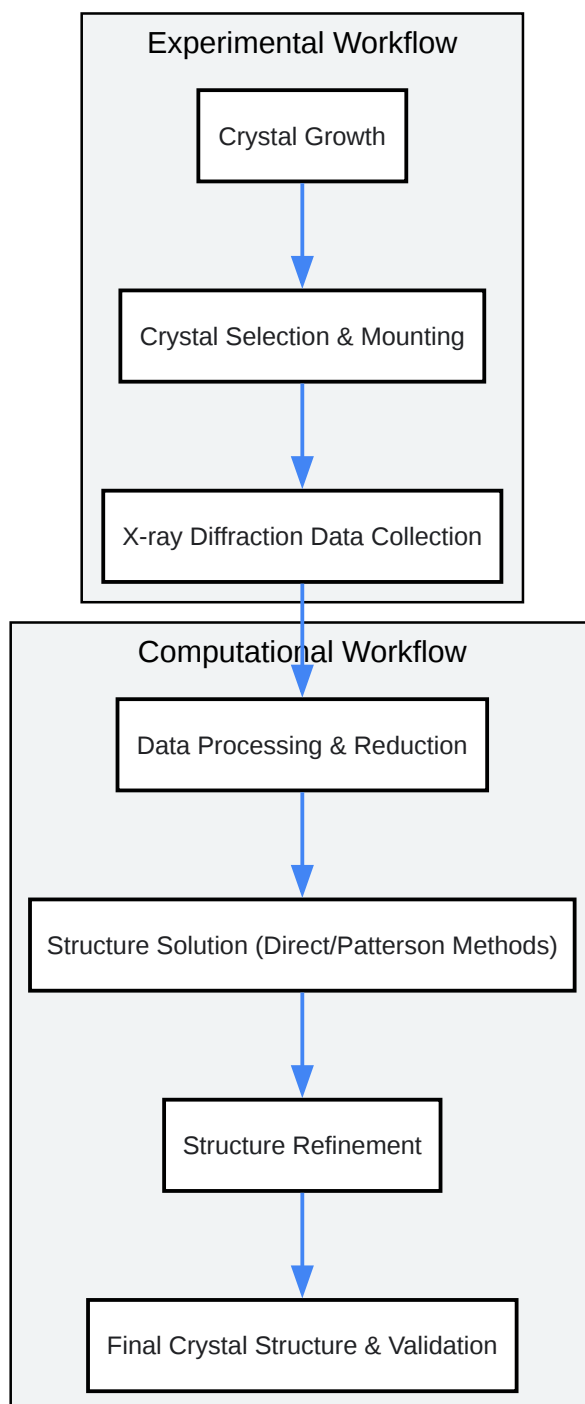 Experimental Workflow
Crystal Growth
Crystal Selection & Mounting
X-ray Diffraction Data Collection
Computational Workflow
Data Processing & Reduction
Structure Solution (Direct/Patterson Methods)
Structure Refinement
Final Crystal Structure & Validation